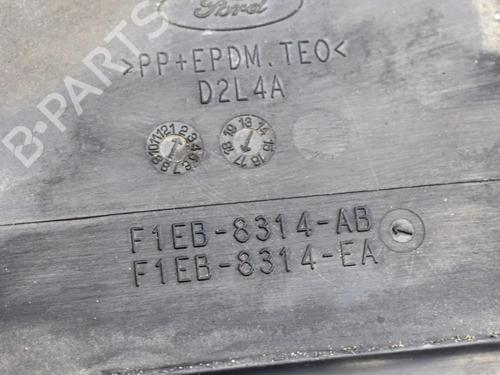 Ford
>PP+EPDM.TEO<
D2L4A
F1EB-8314-AB
F1EB-8314-EA
B-PARTS